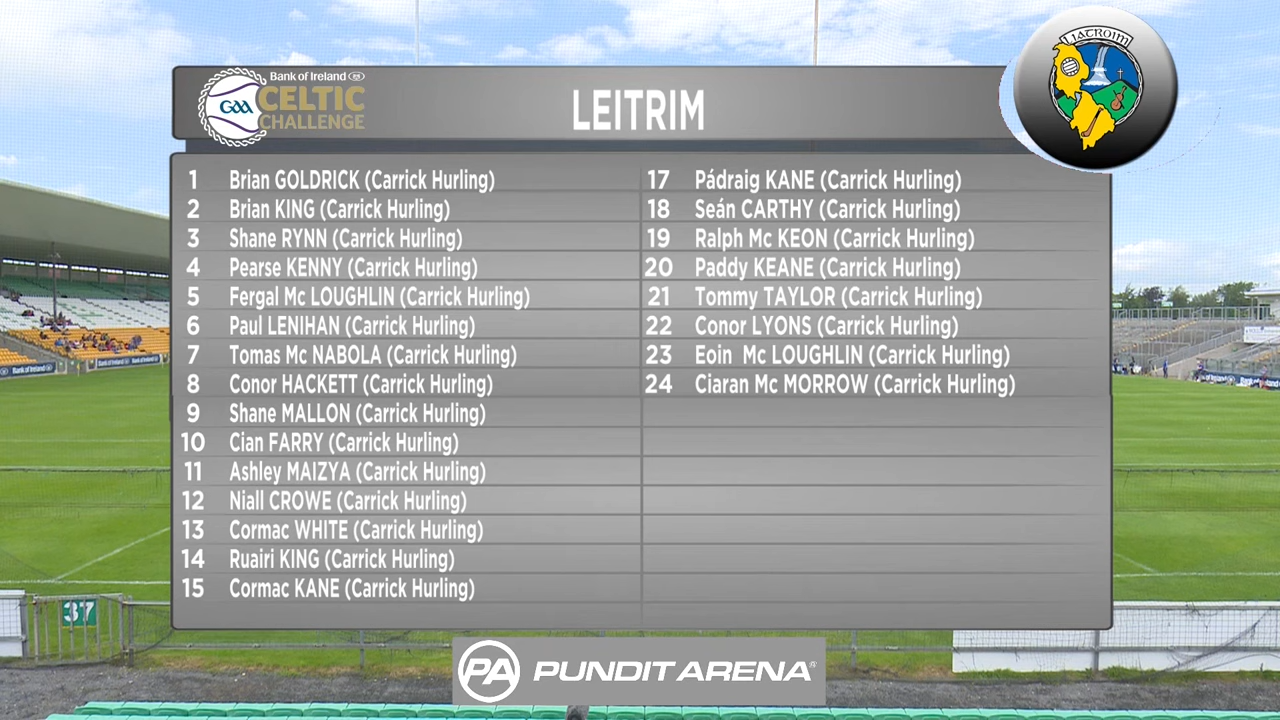 Bank of Ireland
GAA
CELTIC
CHALLENGE
LEITRIM
LIATROIM
1 Brian GOLDRICK (Carrick Hurling)
2 Brian KING (Carrick Hurling)
3 Shane RYNN (Carrick Hurling)
4 Pearse KENNY (Carrick Hurling)
5 Fergal Mc LOUGHLIN (Carrick Hurling)
6 Paul LENIHAN (Carrick Hurling)
7 Tomas Mc NABOLA (Carrick Hurling)
8 Conor HACKETT (Carrick Hurling)
9 Shane MALLON (Carrick Hurling)
10 Cian FARRY (Carrick Hurling)
11 Ashley MAIZYA (Carrick Hurling)
12 Niall CROWE (Carrick Hurling)
13 Cormac WHITE (Carrick Hurling)
14 Ruairi KING (Carrick Hurling)
15 Cormac KANE (Carrick Hurling)
17 Pádraig KANE (Carrick Hurling)
18 Seán CARTHY (Carrick Hurling)
19 Ralph Mc KEON (Carrick Hurling)
20 Paddy KEANE (Carrick Hurling)
21 Tommy TAYLOR (Carrick Hurling)
22 Conor LYONS (Carrick Hurling)
23 Eoin Mc LOUGHLIN (Carrick Hurling)
24 Ciaran Mc MORROW (Carrick Hurling)
Bank of Ireland
Bank of Ireland
37
PA PUNDIT ARENA